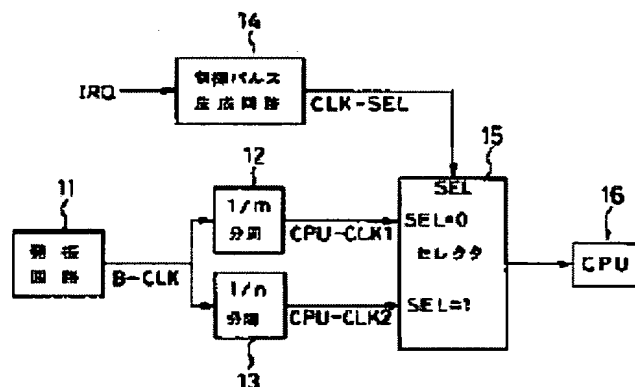 14
IRQ
制御パルス
生成回路
CLK-SEL
15
SEL
12
11
1/m
分周
CPU-CLK1
SEL=0
16
発振
回路
B-CLK
セレクタ
CPU
1/n
分周
CPU-CLK2
SEL=1
13